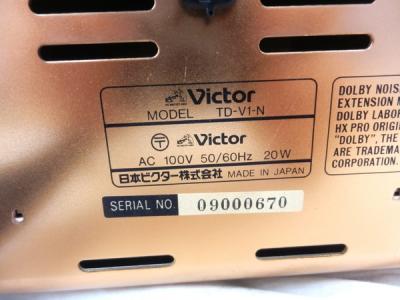 Victor
MODEL TD-V1-N
〒 Victor
AC 100V 50/60Hz 20W
日本ビクター株式会社 MADE IN JAPAN
SERIAL NO. 09000670
DOLBY NOIS
EXTENSION M
DOLBY LABOR
HX PRO ORIGI
"DOLBY", THE
ARE TRADEMA
CORPORATION.